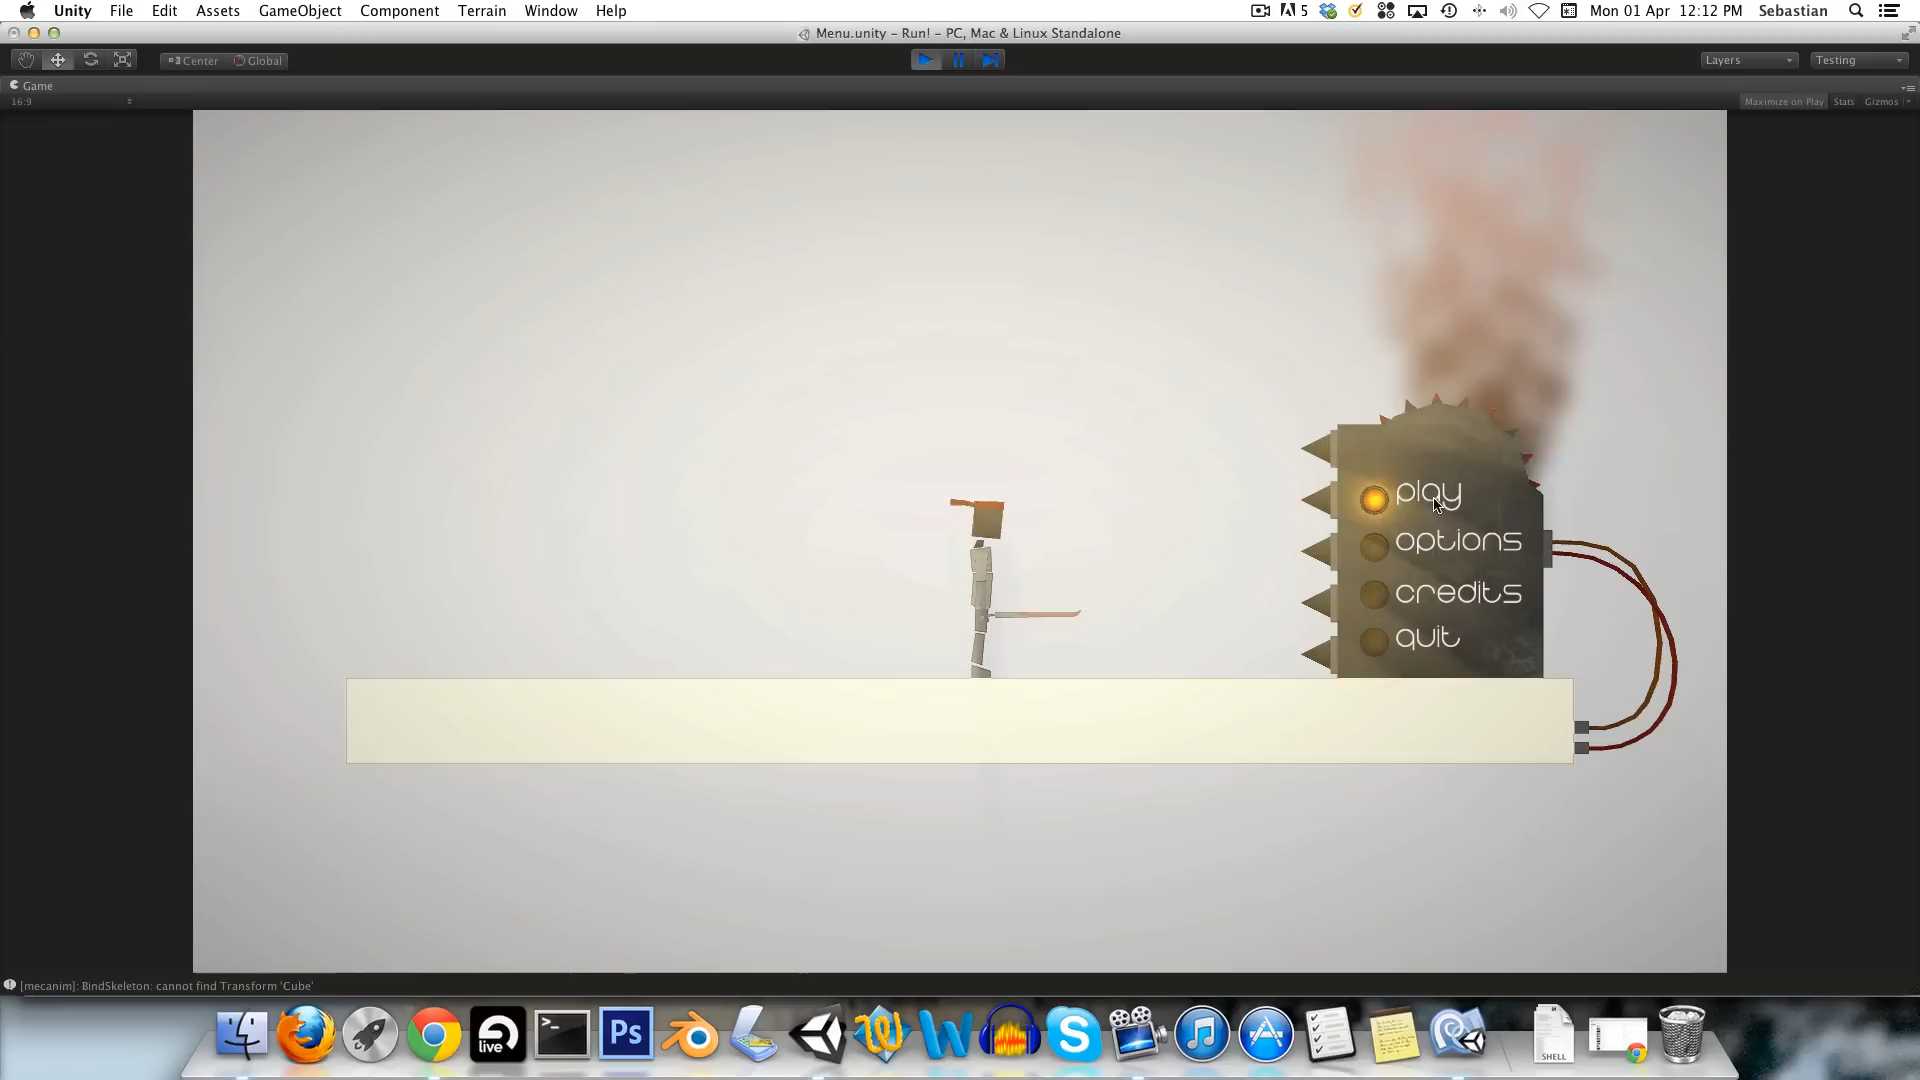 Unity File Edit Assets GameObject Component Terrain Window Help 5 Mon 01 Apr 12:12 PM Sebastian
Menu.unity - Run! - PC, Mac & Linux Standalone
Center Global Layers Testing
Game
16:9 Maximize on Play Stats Gizmos
play
options
credits
quit
[mecanim]: BindSkeleton: cannot find Transform 'Cube'
live
>_
Ps
W
S
SHELL